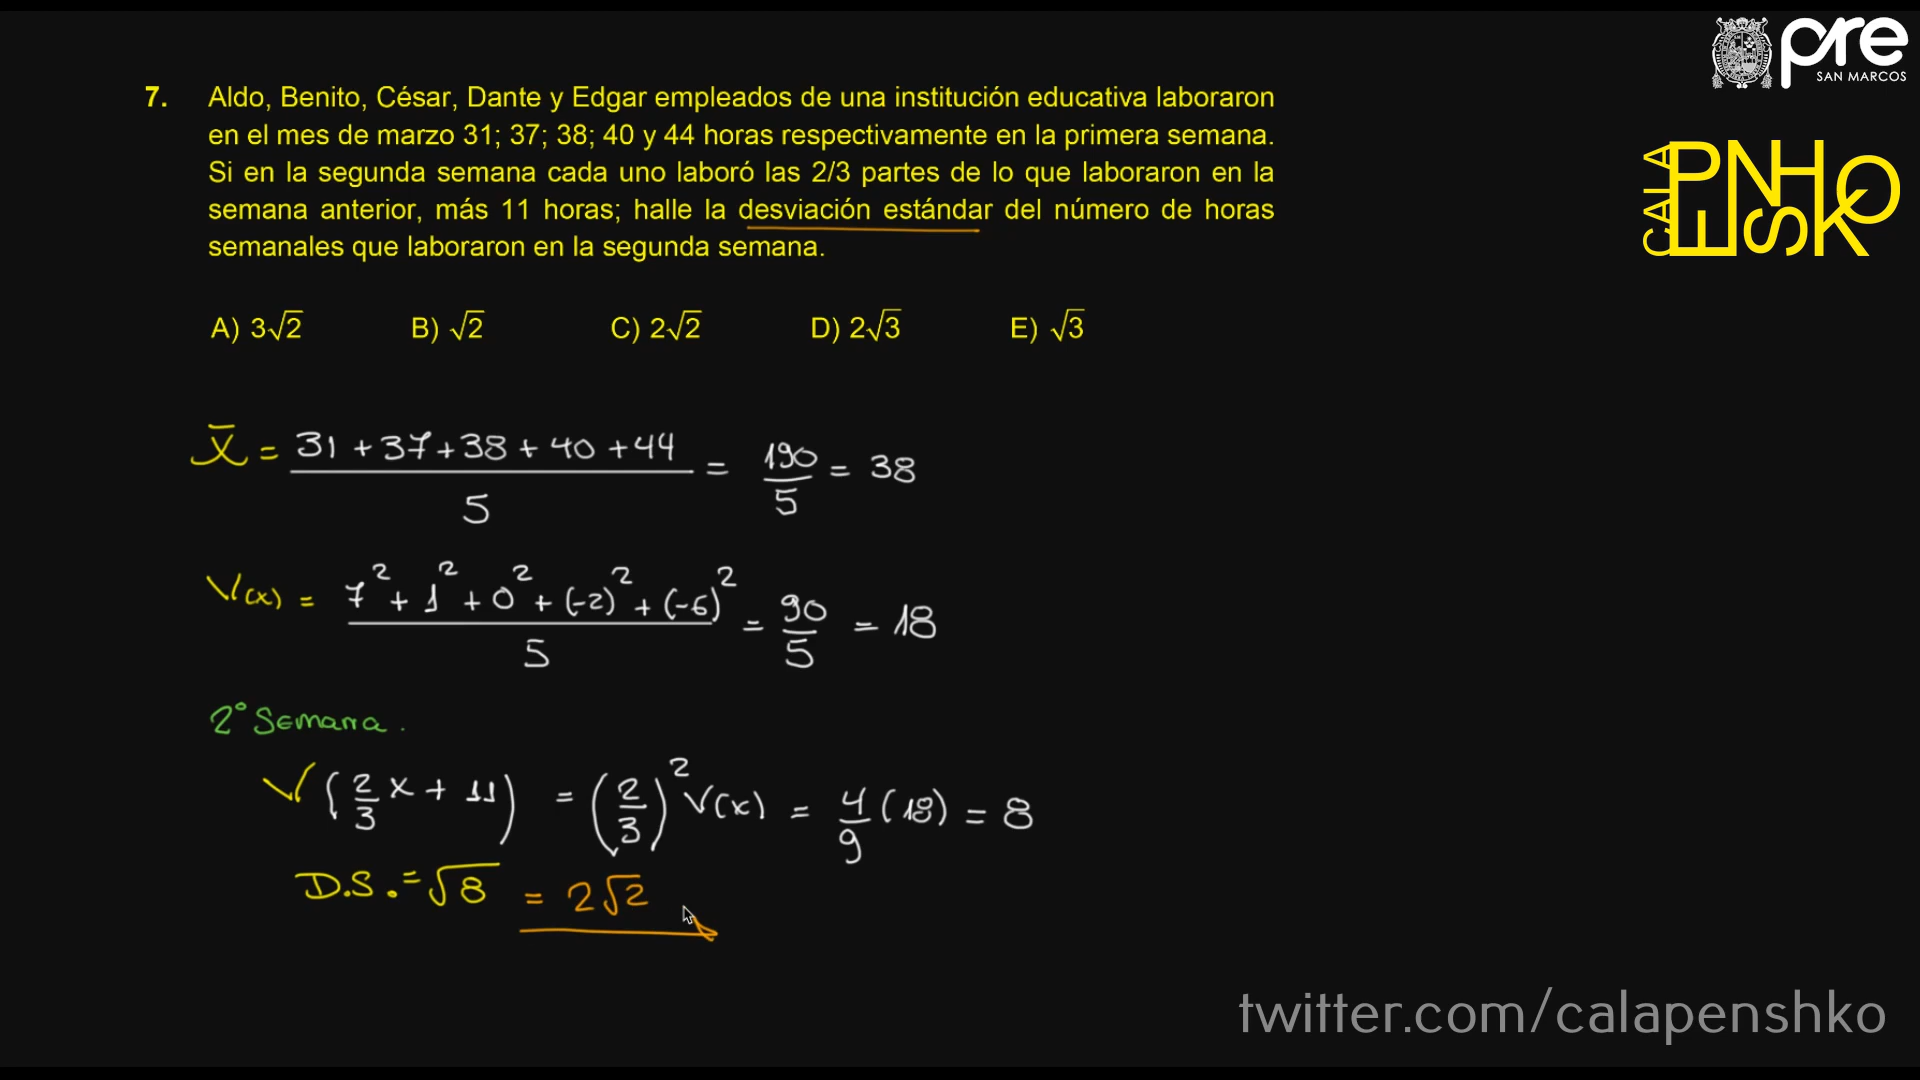 pre
SAN MARCOS
CALA PENSHKO
7. Aldo, Benito, César, Dante y Edgar empleados de una institución educativa laboraron
en el mes de marzo 31; 37; 38; 40 y 44 horas respectivamente en la primera semana.
Si en la segunda semana cada uno laboró las 2/3 partes de lo que laboraron en la
semana anterior, más 11 horas; halle la desviación estándar del número de horas
semanales que laboraron en la segunda semana.
A) 3√2 B) √2 C) 2√2 D) 2√3 E) √3
x̄ = (31 + 37 + 38 + 40 + 44)/5 = 190/5 = 38
V(x) = (7² + 1² + 0² + (-2)² + (-6)²)/5 = 90/5 = 18
2° Semana.
V(2/3 x + 11) = (2/3)² V(x) = 4/9 (18) = 8
D.S. = √8 = 2√2
twitter.com/calapenshko